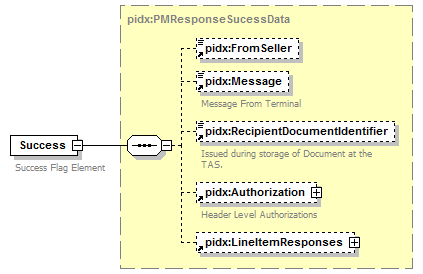 pidx:PMResponseSucessData
pidx:FromSeller
pidx:Message
Message From Terminal
pidx:RecipientDocumentIdentifier
Issued during storage of Document at the
TAS.
Success
Success Flag Element
pidx:Authorization
Header Level Authorizations
pidx:LineItemResponses